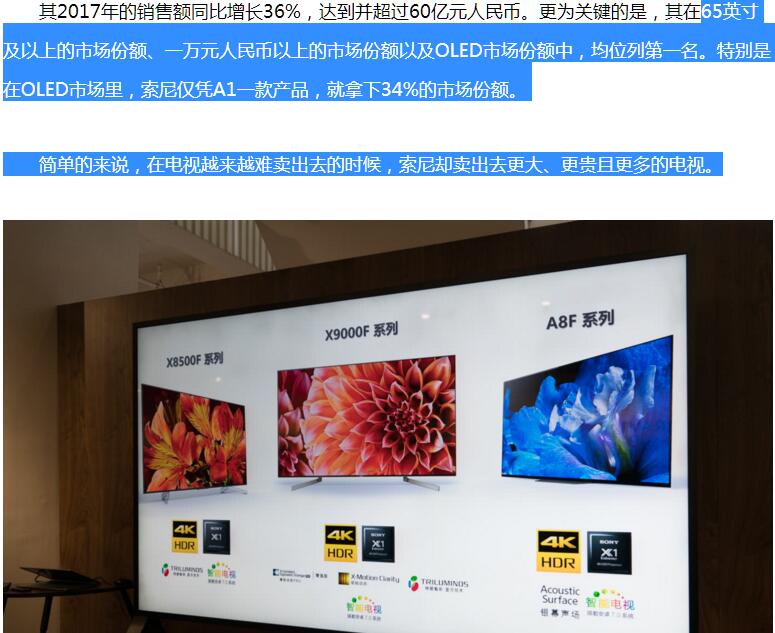 其2017年的销售额同比增长36%，达到并超过60亿元人民币。更为关键的是，其在65英寸
及以上的市场份额、一万元人民币以上的市场份额以及OLED市场份额中，均位列第一名。特别是
在OLED市场里，索尼仅凭A1一款产品，就拿下34%的市场份额。
简单的来说，在电视越来越难卖出去的时候，索尼却卖出去更大、更贵且更多的电视。
X8500F 系列
X9000F 系列
A8F 系列
4K
HDR
SONY
X1
4K
HDR
SONY
X1
4K
HDR
SONY
X1
TRILUMINOS
智能电视
X-Motion Clarity
TRILUMINOS
智能电视
Acoustic
Surface
银幕声场
智能电视